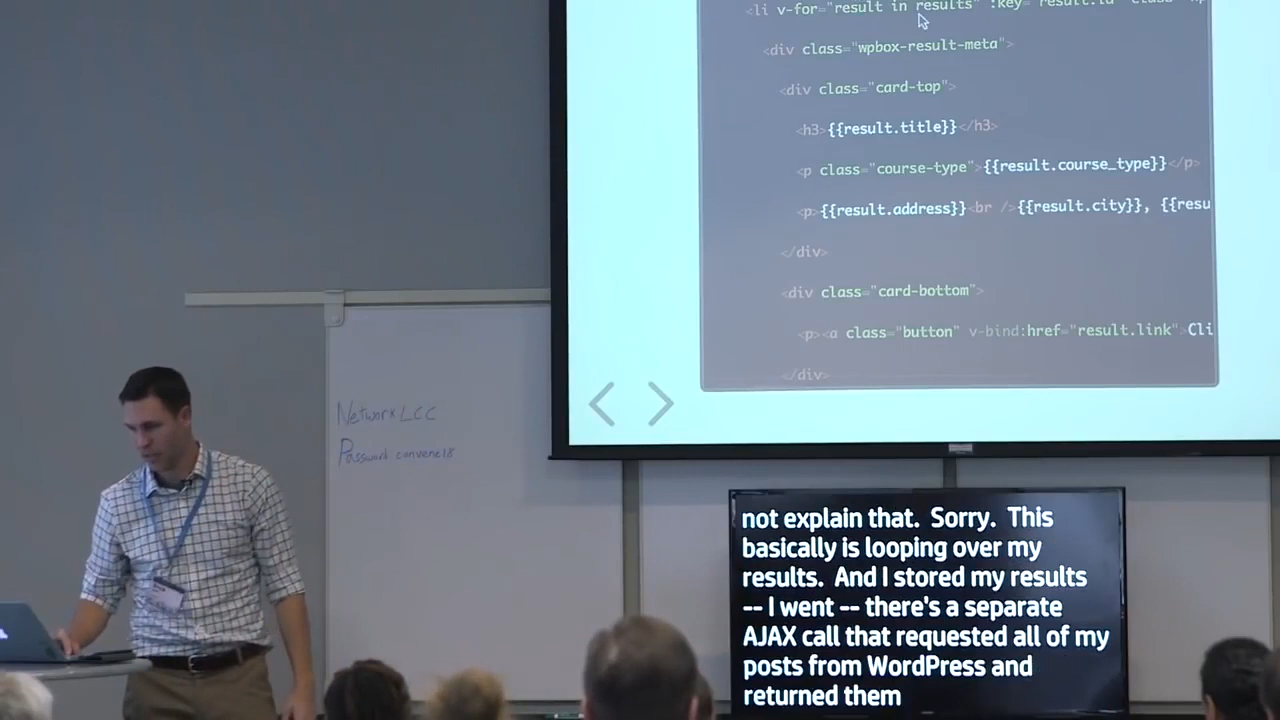 <li v-for="result in results" :key="result.id" class="wp
<div class="wpbox-result-meta">
<div class="card-top">
<h3>{{result.title}}</h3>
<p class="course-type">{{result.course_type}}</p>
<p>{{result.address}}<br />{{result.city}}, {{resu
</div>
<div class="card-bottom">
<p><a class="button" v-bind:href="result.link">Cli
</div>
Network LCC
Password convene18
not explain that. Sorry. This
basically is looping over my
results. And I stored my results
-- I went -- there's a separate
AJAX call that requested all of my
posts from WordPress and
returned them